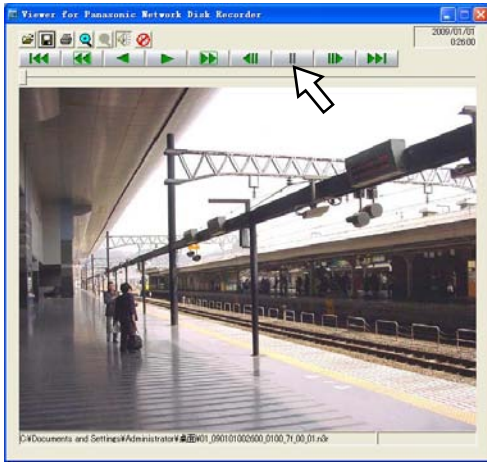 Viewer for Panasonic Network Disk Recorder
2009/01/01
0:26:00
C:¥Documents and Settings¥Administrator¥桌面¥01_090101002600_0100_7f_00_01.n3r